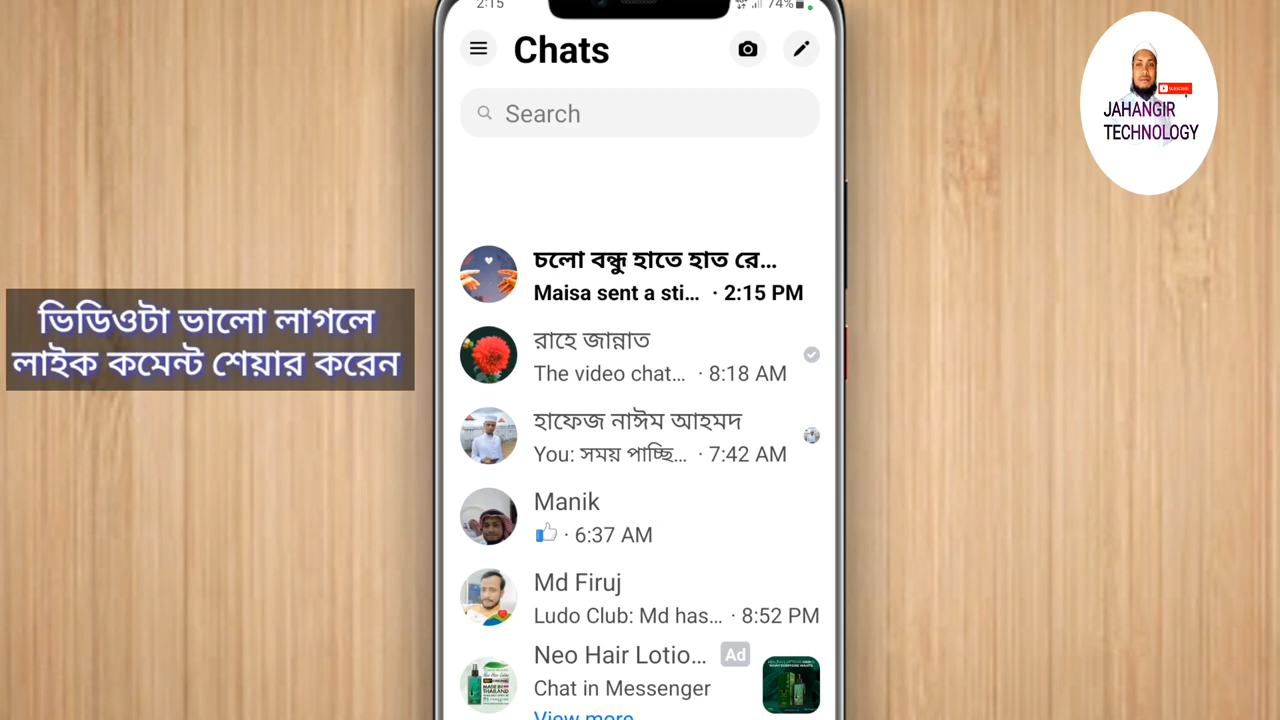 2:15
74%
Chats
Search
চলো বন্ধু হাতে হাত রে...
Maisa sent a sti... · 2:15 PM
রাহে জান্নাত
The video chat... · 8:18 AM
হাফেজ নাঈম আহমদ
You: সময় পাচ্ছি... · 7:42 AM
Manik
· 6:37 AM
Md Firuj
Ludo Club: Md has... · 8:52 PM
Neo Hair Lotio... Ad
Chat in Messenger
View more
ভিডিওটা ভালো লাগলে
লাইক কমেন্ট শেয়ার করেন
SUBSCRIBE
JAHANGIR
TECHNOLOGY